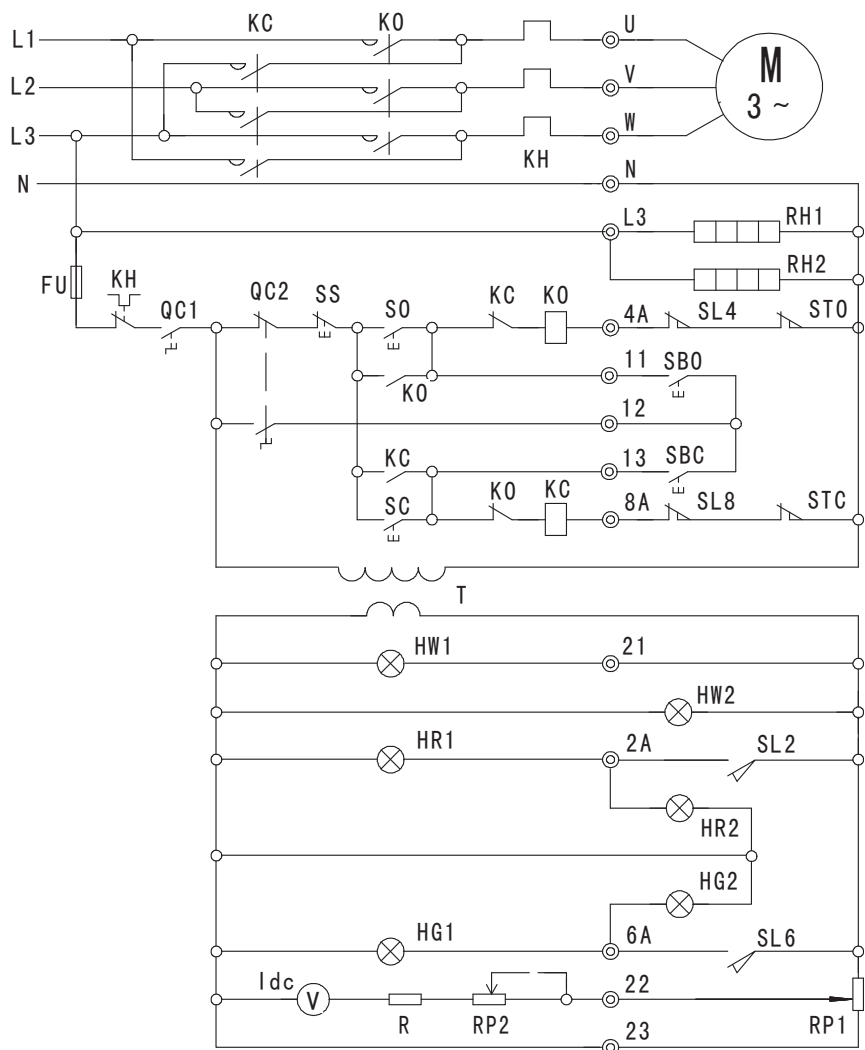 KC KO
L1 U
L2 V M
3 ~
L3 W
KH
N N
L3 RH1
RH2
FU KH
QC1 QC2 SS SO KC KO 4A SL4 STO
KO 11 SBO
12
KC 13 SBC
SC KO KC 8A SL8 STC
T
HW1 21
HW2
HR1 2A SL2
HR2
HG2
HG1 6A SL6
Idc V 22
R RP2 RP1
23